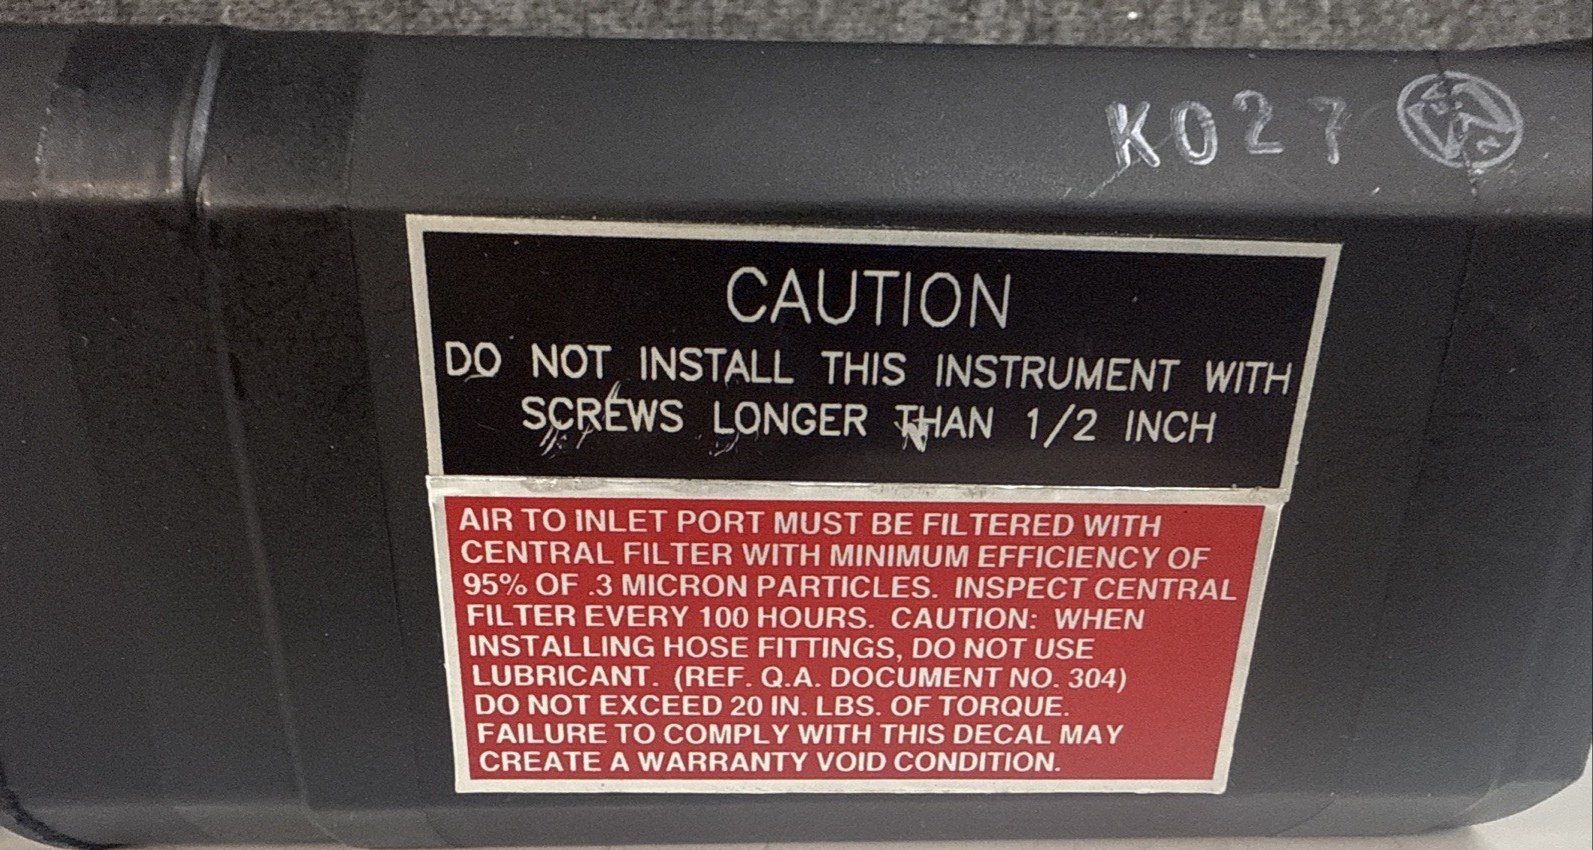 K027
CAUTION
DO NOT INSTALL THIS INSTRUMENT WITH
SCREWS LONGER THAN 1/2 INCH
AIR TO INLET PORT MUST BE FILTERED WITH
CENTRAL FILTER WITH MINIMUM EFFICIENCY OF
95% OF .3 MICRON PARTICLES. INSPECT CENTRAL
FILTER EVERY 100 HOURS. CAUTION: WHEN
INSTALLING HOSE FITTINGS, DO NOT USE
LUBRICANT. (REF. Q.A. DOCUMENT NO. 304)
DO NOT EXCEED 20 IN. LBS. OF TORQUE.
FAILURE TO COMPLY WITH THIS DECAL MAY
CREATE A WARRANTY VOID CONDITION.